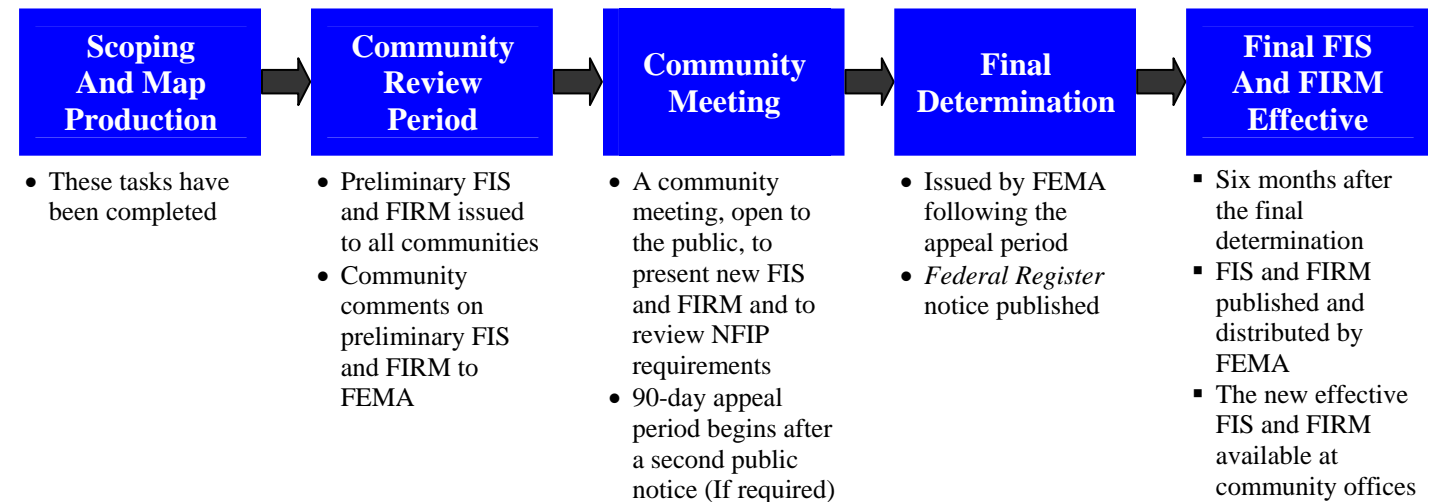 Scoping
And Map
Production
• These tasks have
been completed
Community
Review
Period
• Preliminary FIS
and FIRM issued
to all communities
• Community
comments on
preliminary FIS
and FIRM to
FEMA
Community
Meeting
• A community
meeting, open to
the public, to
present new FIS
and FIRM and to
review NFIP
requirements
• 90-day appeal
period begins after
a second public
notice (If required)
Final
Determination
• Issued by FEMA
following the
appeal period
• Federal Register
notice published
Final FIS
And FIRM
Effective
▪ Six months after
the final
determination
▪ FIS and FIRM
published and
distributed by
FEMA
▪ The new effective
FIS and FIRM
available at
community offices